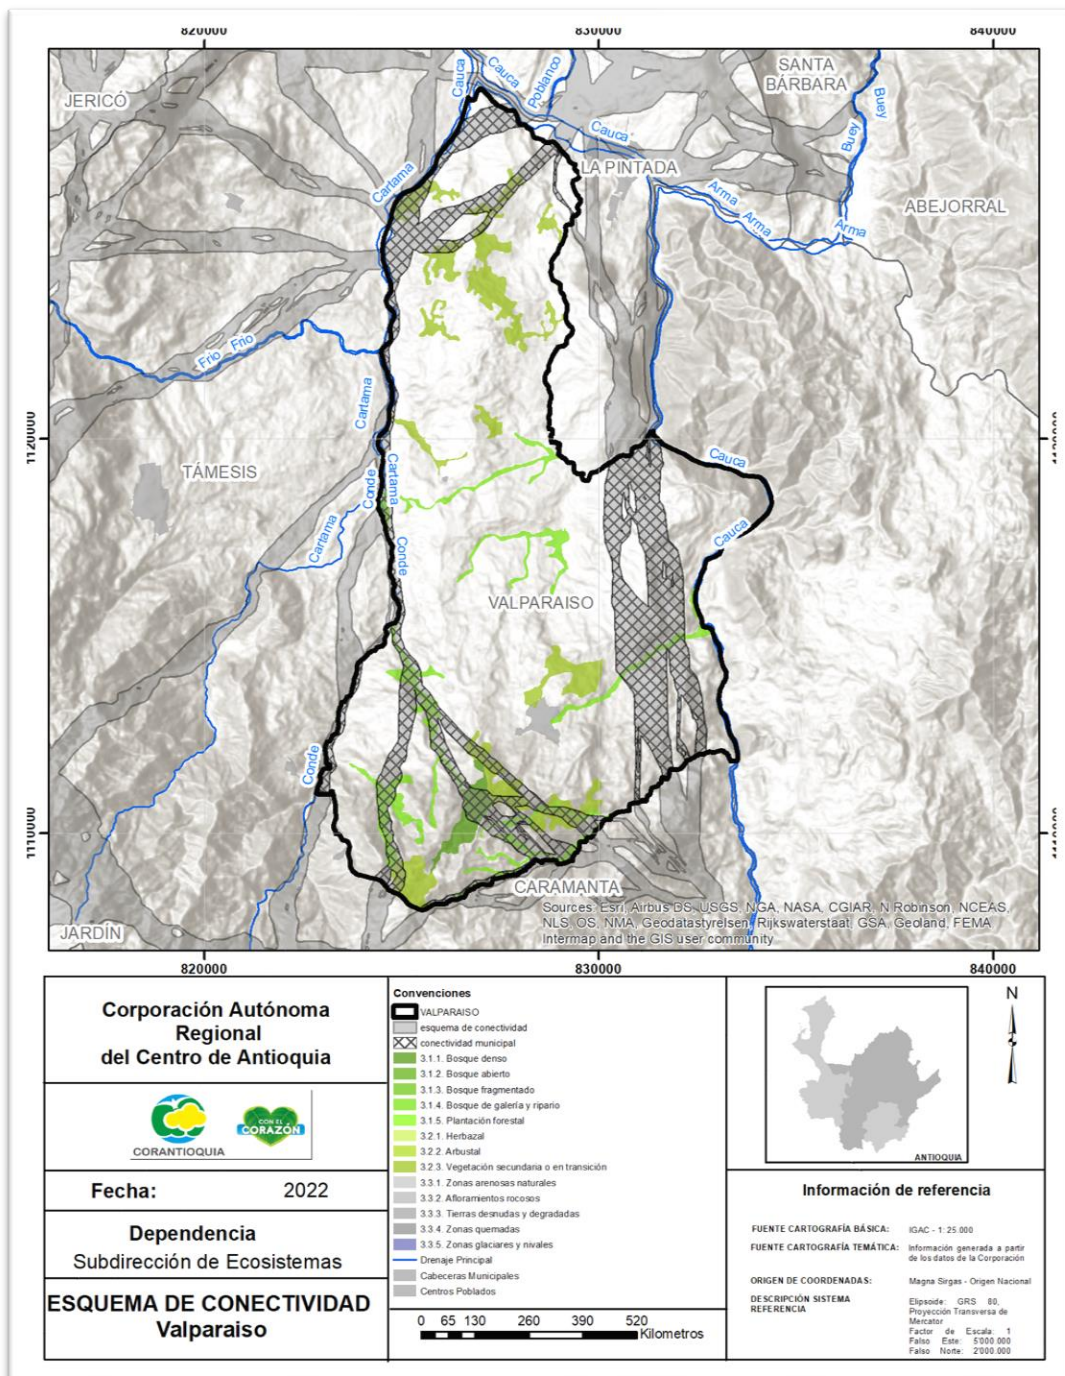 820000
830000
840000
JERICÓ
Cauca
Cauca
Poblanco
SANTA
BÁRBARA
Buey
Buey
Cauca
LA PINTADA
Cartama
Arma
Arma
Arma
Arma
ABEJORRAL
Frio
Frio
Cartama
1120000
TÁMESIS
Conde
Cartama
Cauca
Cartama
Conde
Cauca
VALPARAISO
Conde
1110000
CARAMANTA
JARDÍN
Sources: Esri, Airbus DS, USGS, NGA, NASA, CGIAR, N Robinson, NCEAS,
NLS, OS, NMA, Geodatastyrelsen, Rijkswaterstaat, GSA, Geoland, FEMA,
Intermap and the GIS user community
820000
830000
840000
Corporación Autónoma
Regional
del Centro de Antioquia
CORANTIOQUIA
CON EL
CORAZÓN
Fecha: 2022
Dependencia
Subdirección de Ecosistemas
ESQUEMA DE CONECTIVIDAD
Valparaiso
Convenciones
VALPARAISO
esquema de conectividad
conectividad municipal
3.1.1. Bosque denso
3.1.2. Bosque abierto
3.1.3. Bosque fragmentado
3.1.4. Bosque de galería y ripario
3.1.5. Plantación forestal
3.2.1. Herbazal
3.2.2. Arbustal
3.2.3. Vegetación secundaria o en transición
3.3.1. Zonas arenosas naturales
3.3.2. Afloramientos rocosos
3.3.3. Tierras desnudas y degradadas
3.3.4. Zonas quemadas
3.3.5. Zonas glaciares y nivales
Drenaje Principal
Cabeceras Municipales
Centros Poblados
0 65 130 260 390 520
Kilometros
N
ANTIOQUIA
Información de referencia
FUENTE CARTOGRAFÍA BÁSICA: IGAC - 1: 25.000
FUENTE CARTOGRAFÍA TEMÁTICA: Información generada a partir
de los datos de la Corporación
ORIGEN DE COORDENADAS: Magna Sirgas - Origen Nacional
DESCRIPCIÓN SISTEMA
REFERENCIA
Elipsoide: GRS 80,
Proyección Transversa de
Mercator
Factor de Escala: 1
Falso Este: 5'000.000
Falso Norte: 2'000.000